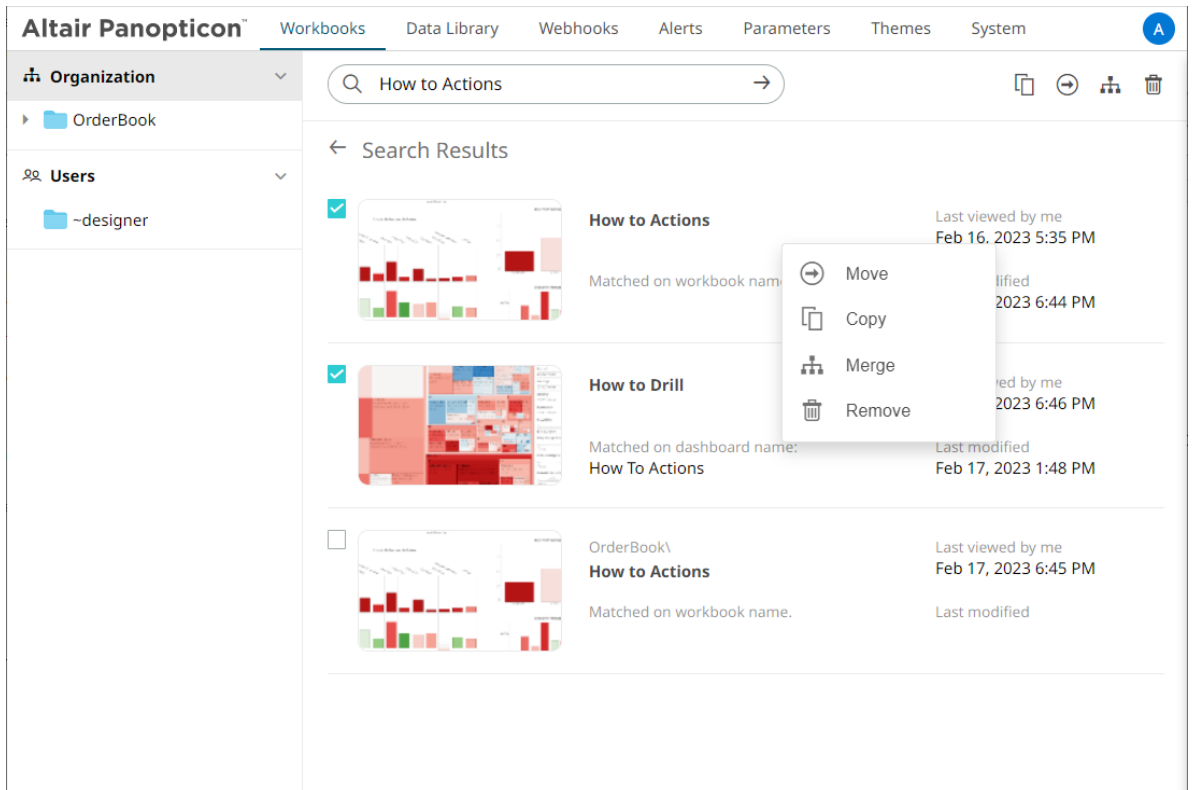 Altair Panopticon™
Workbooks Data Library Webhooks Alerts Parameters Themes System
A
Organization
OrderBook
Users
~designer
How to Actions
Search Results
How to Actions
Matched on workbook nam
Last viewed by me
Feb 16, 2023 5:35 PM
2023 6:44 PM
Move
Copy
Merge
Remove
How to Drill
Matched on dashboard name:
How To Actions
by me
2023 6:46 PM
Last modified
Feb 17, 2023 1:48 PM
OrderBook\
How to Actions
Matched on workbook name.
Last viewed by me
Feb 17, 2023 6:45 PM
Last modified